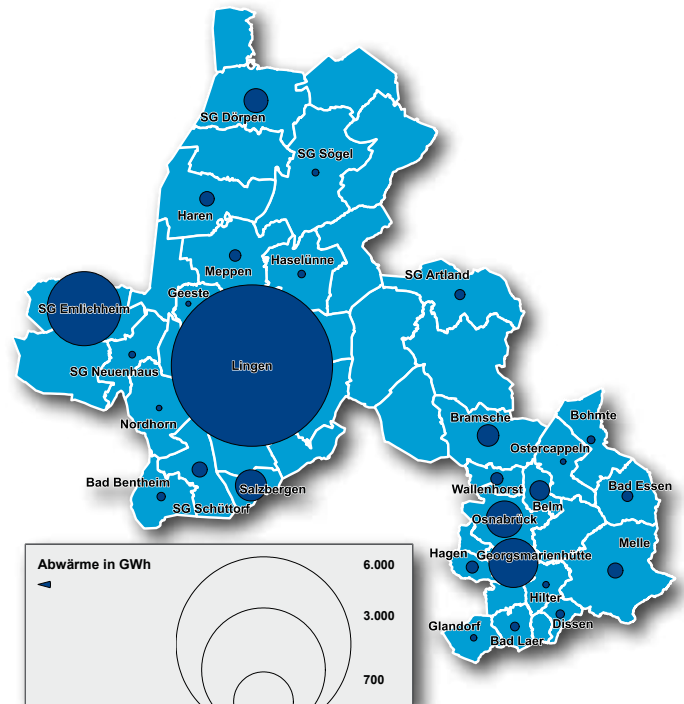 SG Dörpen
SG Sögel
Haren
Meppen
Haselünne
SG Artland
Geeste
SG Emlichheim
Lingen
SG Neuenhaus
Nordhorn
Bramsche
Bohmte
Ostercappeln
Bad Bentheim
Salzbergen
Wallenhorst
Bad Essen
SG Schüttorf
Belm
Osnabrück
Melle
Hagen
Georgsmarienhütte
Hilter
Glandorf
Dissen
Bad Laer
Abwärme in GWh
6.000
3.000
700